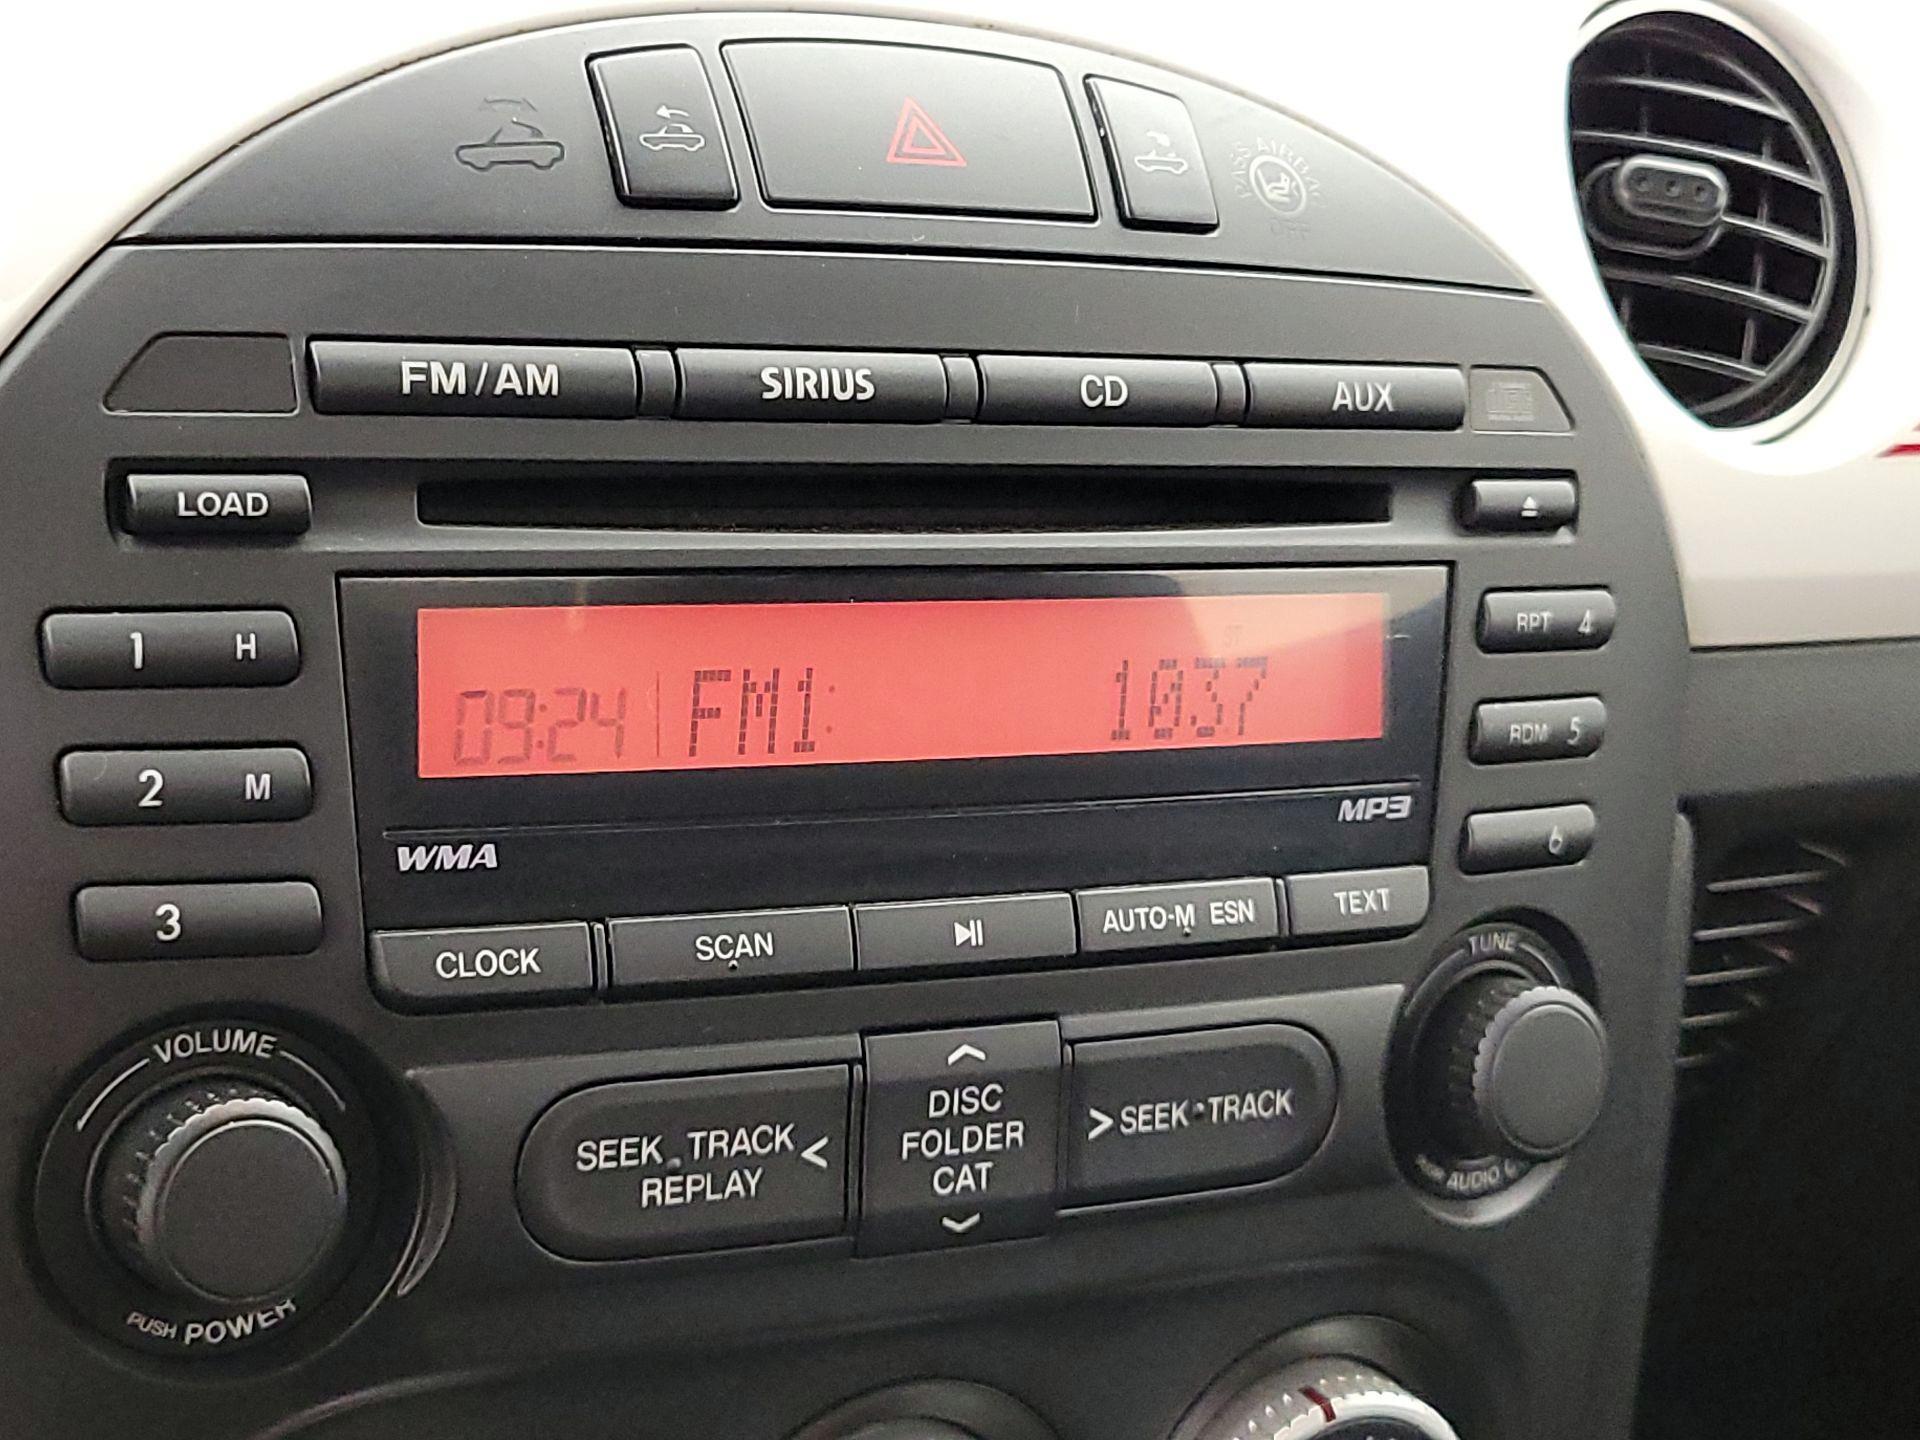 PASS AIRBAG
OFF
FM/AM SIRIUS CD AUX
LOAD
1 H
RPT 4
09:24 FM1: 103.7
ST
2 M
RDM 5
MP3
WMA
6
3
CLOCK SCAN AUTO-M ESN TEXT
VOLUME
TUNE
SEEK TRACK <
REPLAY
DISC
FOLDER
CAT
> SEEK TRACK
PUSH POWER
AUDIO